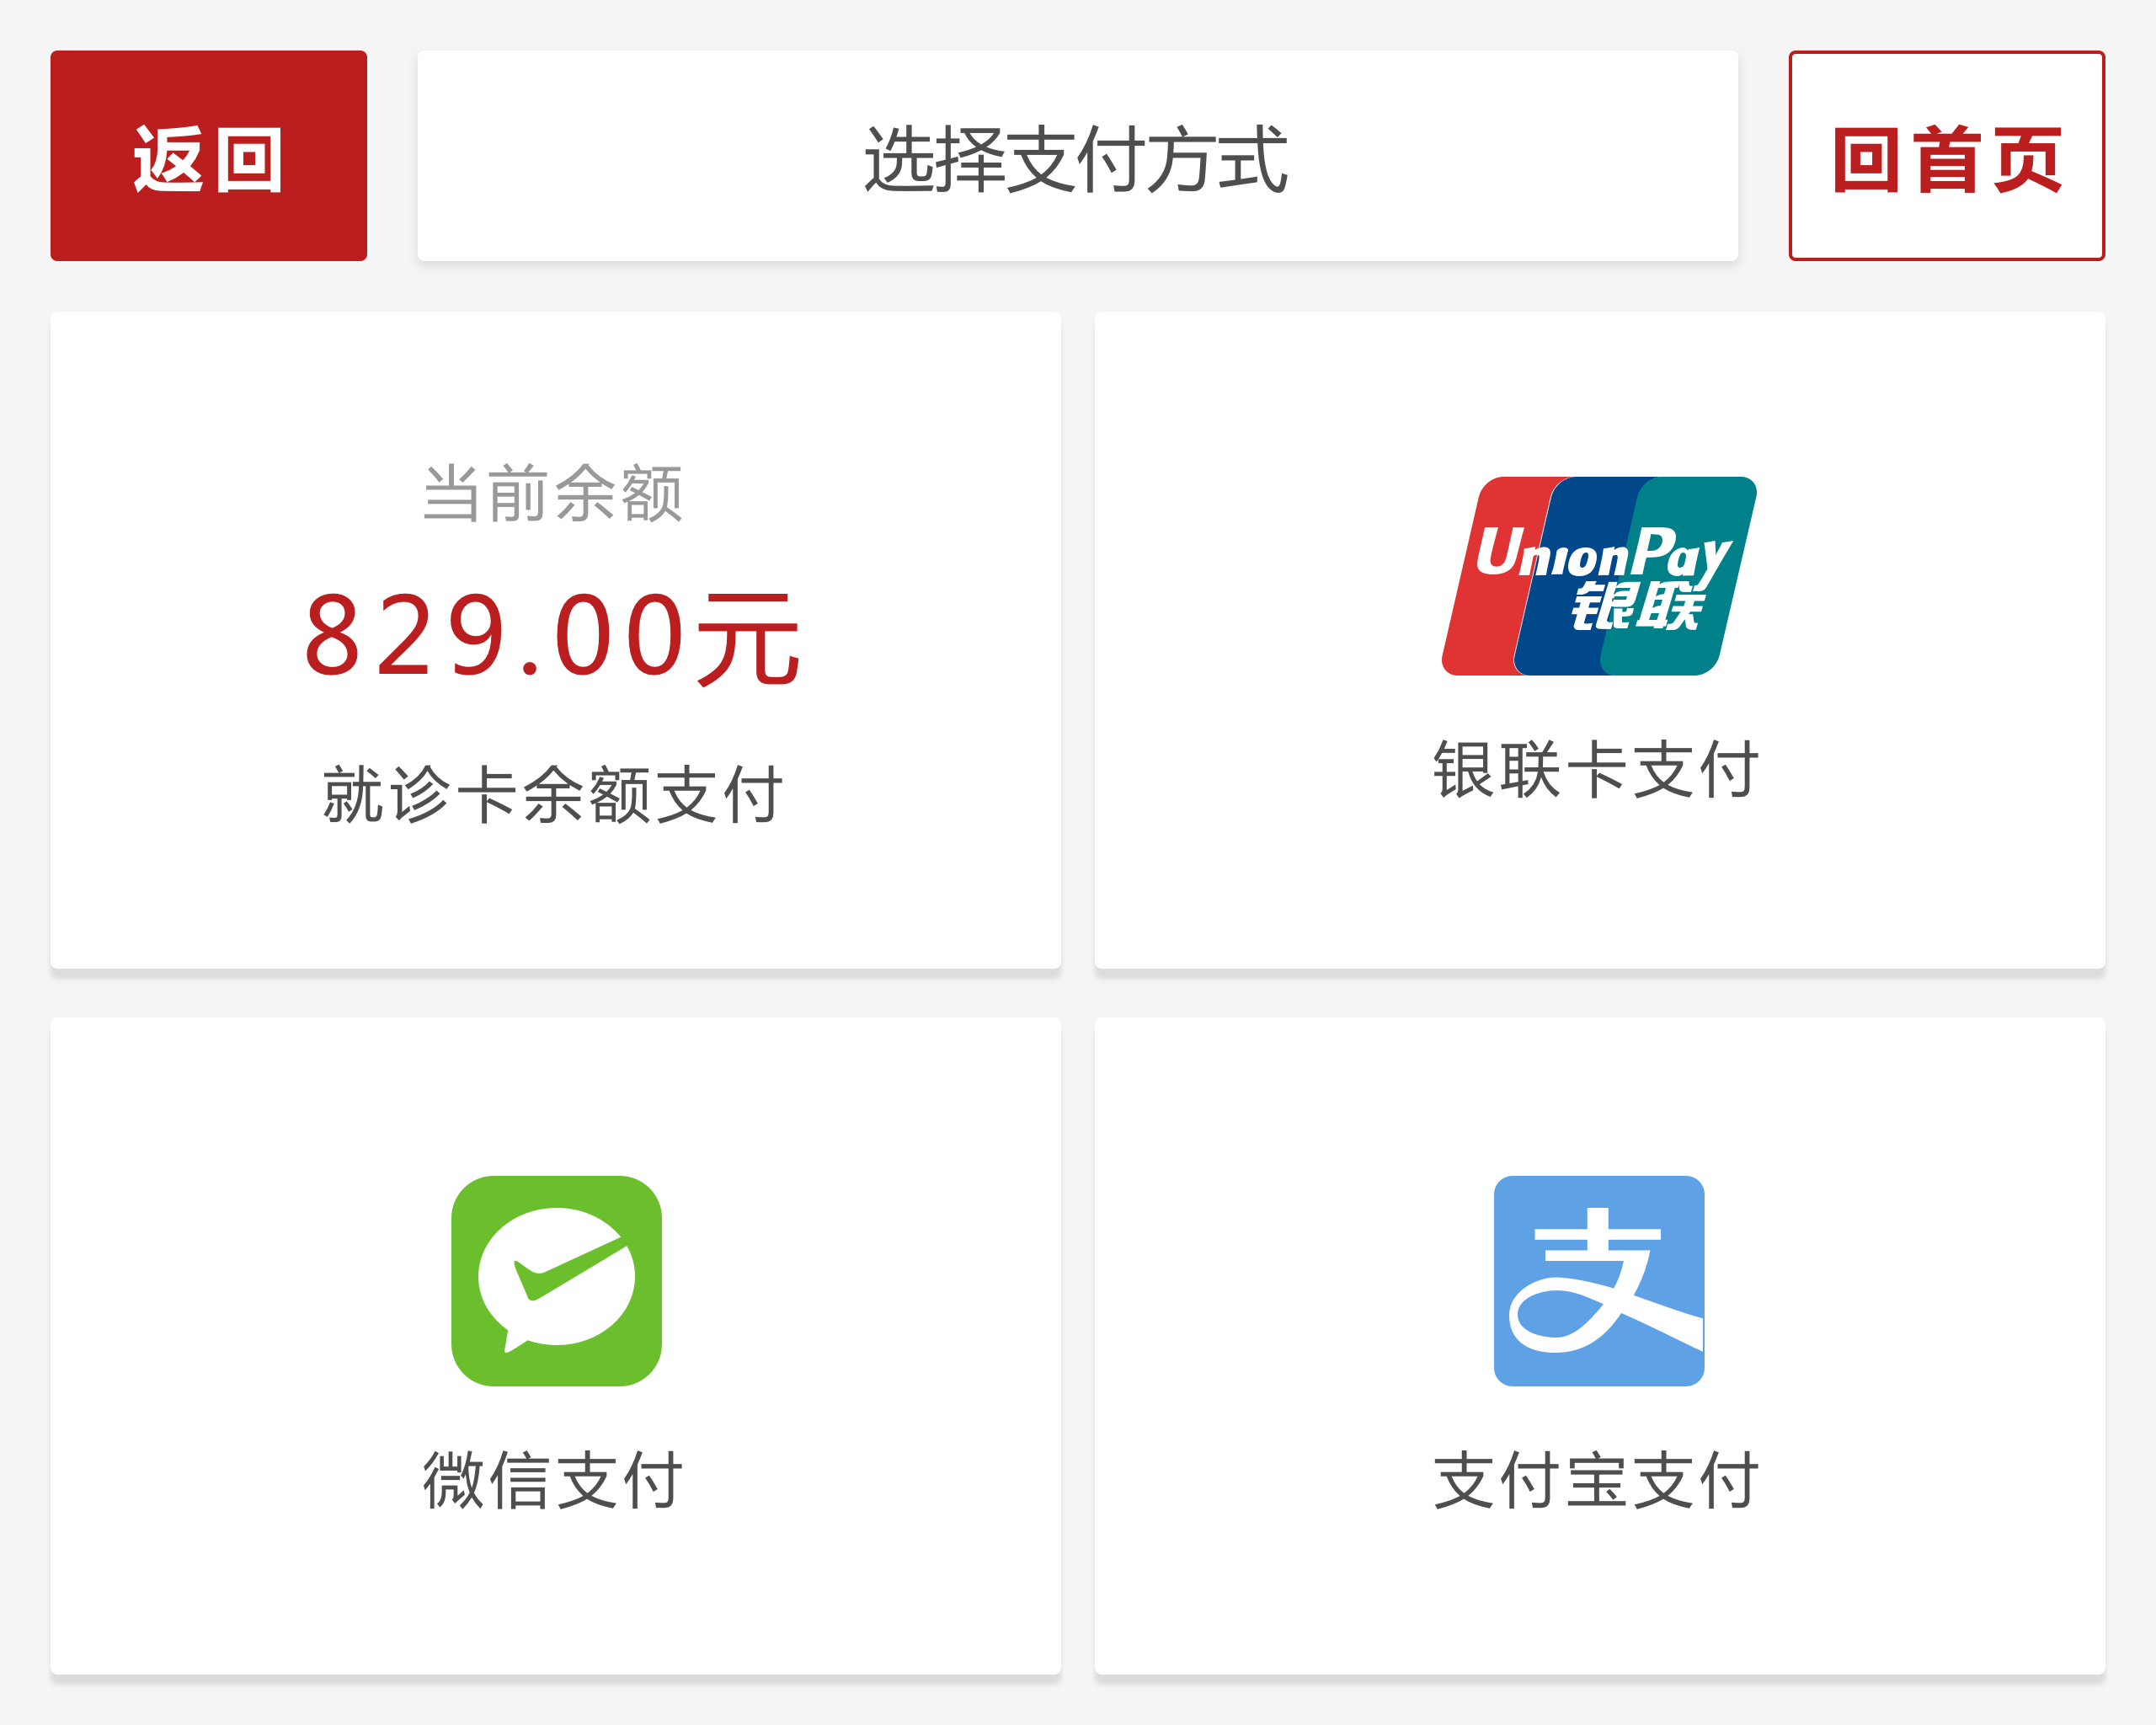 返回
选择支付方式
回首页
当前余额
829.00元
就诊卡余额支付
UnionPay
银联
银联卡支付
微信支付
支
支付宝支付